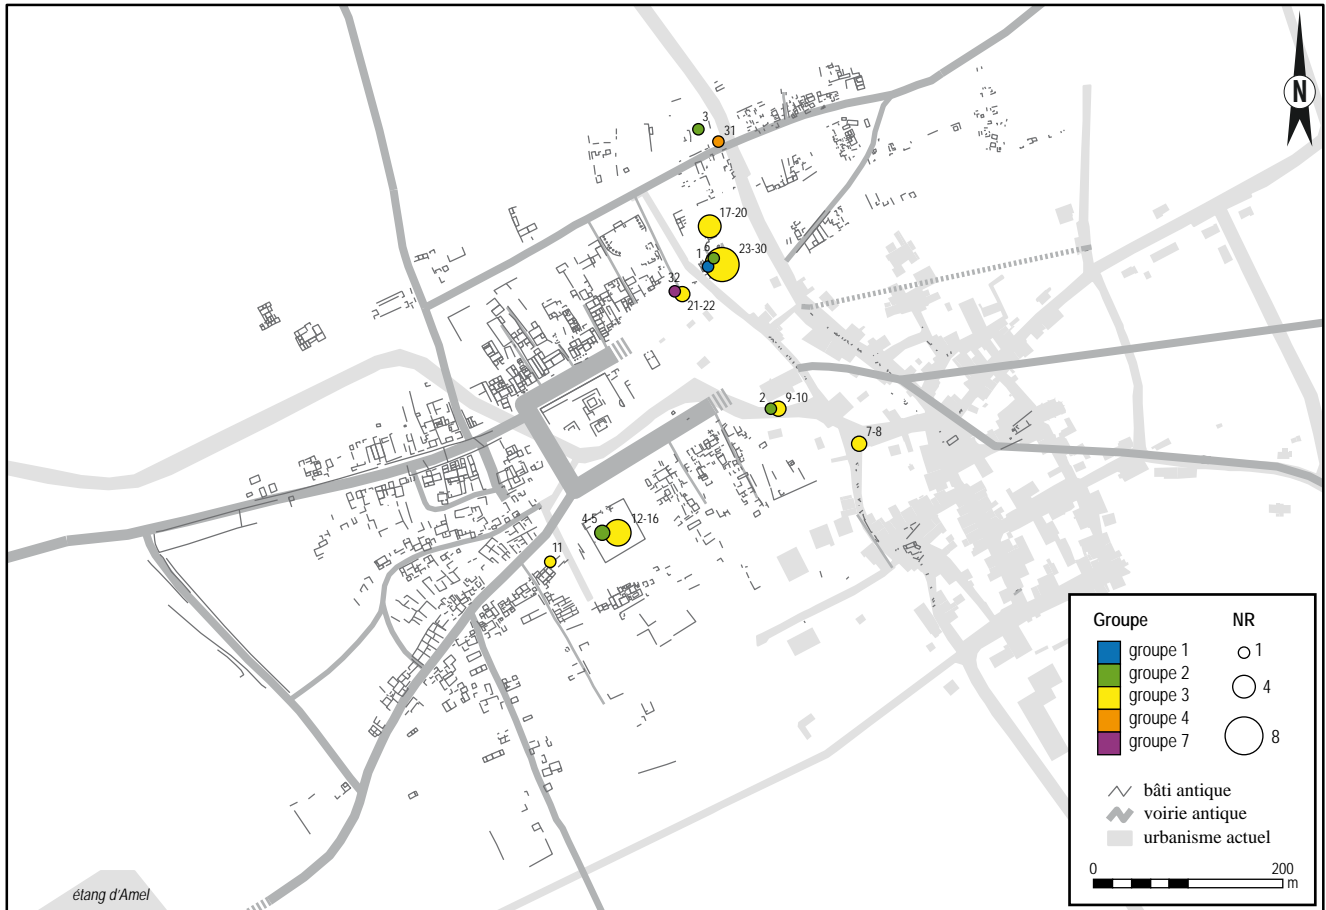 N
3
31
17-20
6
1
23-30
32
21-22
2
9-10
7-8
4-5
12-16
11
Groupe NR
groupe 1
groupe 2
groupe 3
groupe 4
groupe 7
1
4
8
bâti antique
voirie antique
urbanisme actuel
0 200
m
étang d'Amel